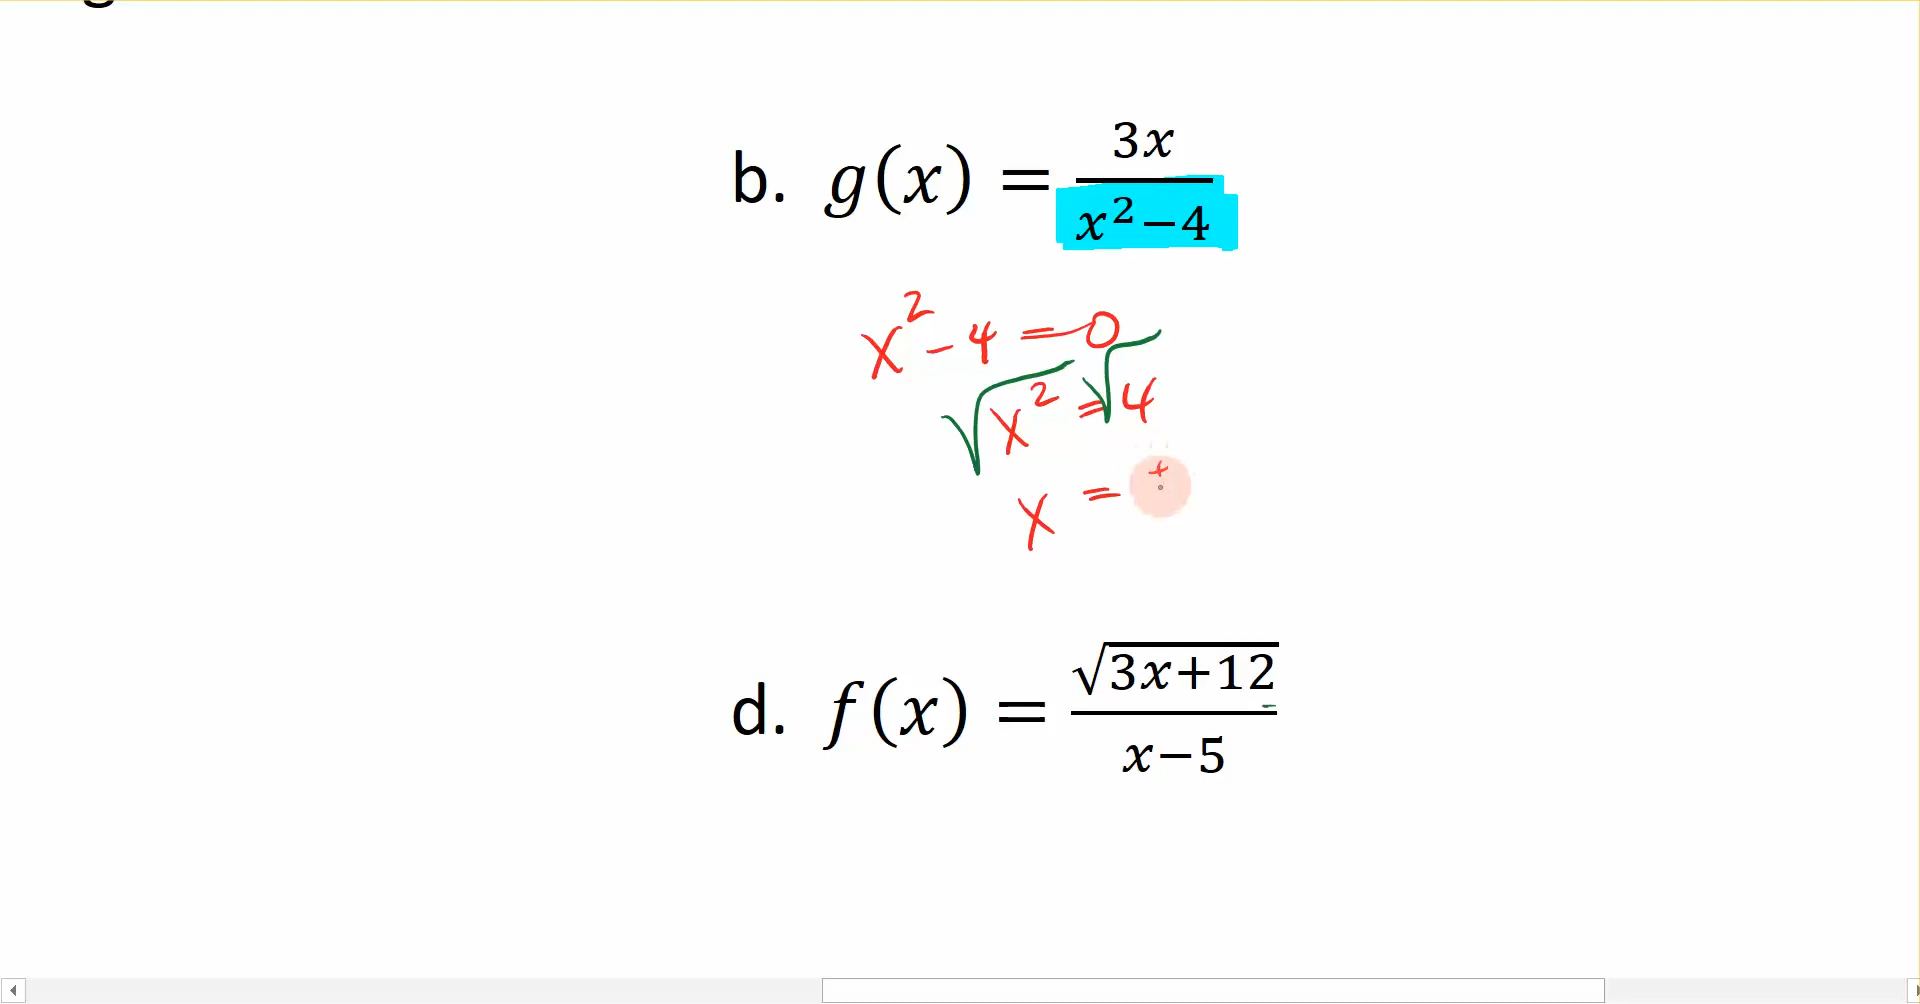 b. g(x) = 3x / x² − 4
x² − 4 = 0
√x² = √4
x = +
d. f(x) = √3x+12 / x−5